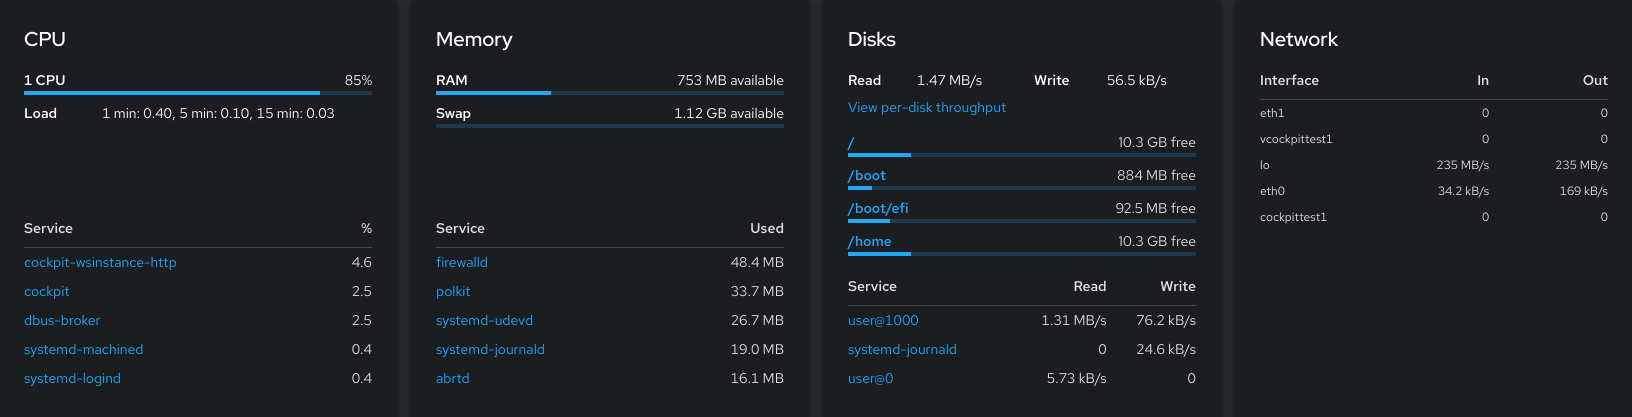 CPU
1 CPU 85%
Load 1 min: 0.40, 5 min: 0.10, 15 min: 0.03
Service %
cockpit-wsinstance-http 4.6
cockpit 2.5
dbus-broker 2.5
systemd-machined 0.4
systemd-logind 0.4
Memory
RAM 753 MB available
Swap 1.12 GB available
Service Used
firewalld 48.4 MB
polkit 33.7 MB
systemd-udevd 26.7 MB
systemd-journald 19.0 MB
abrtd 16.1 MB
Disks
Read 1.47 MB/s Write 56.5 kB/s
View per-disk throughput
/ 10.3 GB free
/boot 884 MB free
/boot/efi 92.5 MB free
/home 10.3 GB free
Service Read Write
user@1000 1.31 MB/s 76.2 kB/s
systemd-journald 0 24.6 kB/s
user@0 5.73 kB/s 0
Network
Interface In Out
eth1 0 0
vcockpittest1 0 0
lo 235 MB/s 235 MB/s
eth0 34.2 kB/s 169 kB/s
cockpittest1 0 0